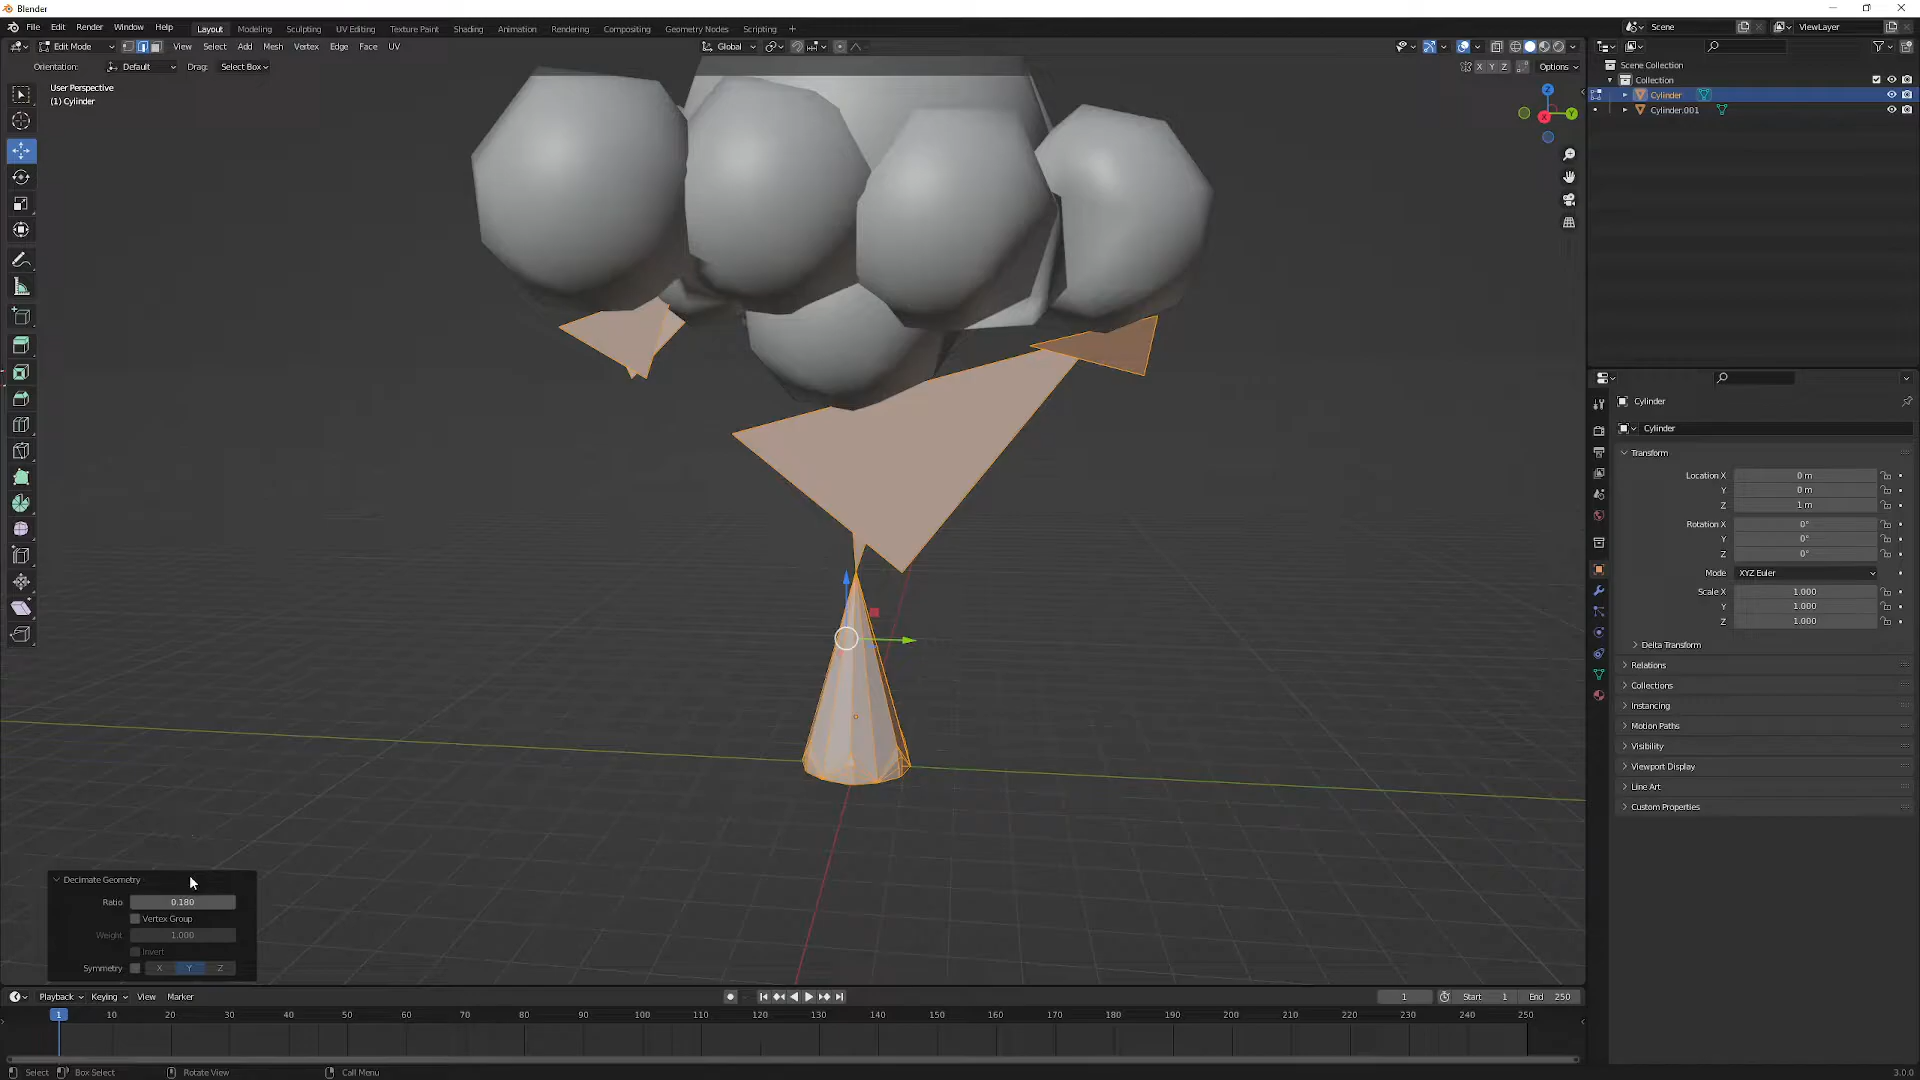 Blender
File Edit Render Window Help
Layout Modeling Sculpting UV Editing Texture Paint Shading Animation Rendering Compositing Geometry Nodes Scripting +
Scene
ViewLayer
Edit Mode View Select Add Mesh Vertex Edge Face UV
Global
Orientation: Default Drag: Select Box
X Y Z Options
User Perspective
(1) Cylinder
Z
Y
X
Scene Collection
Collection
Cylinder
Cylinder.001
Cylinder
Cylinder
Transform
Location X 0 m
Y 0 m
Z 1 m
Rotation X 0°
Y 0°
Z 0°
Mode XYZ Euler
Scale X 1.000
Y 1.000
Z 1.000
Delta Transform
Relations
Collections
Instancing
Motion Paths
Visibility
Viewport Display
Line Art
Custom Properties
Decimate Geometry
Ratio 0.180
Vertex Group
Weight 1.000
Invert
Symmetry X Y Z
Playback Keying View Marker
1 Start 1 End 250
1 10 20 30 40 50 60 70 80 90 100 110 120 130 140 150 160 170 180 190 200 210 220 230 240 250
Select Box Select Rotate View Call Menu
3.0.0